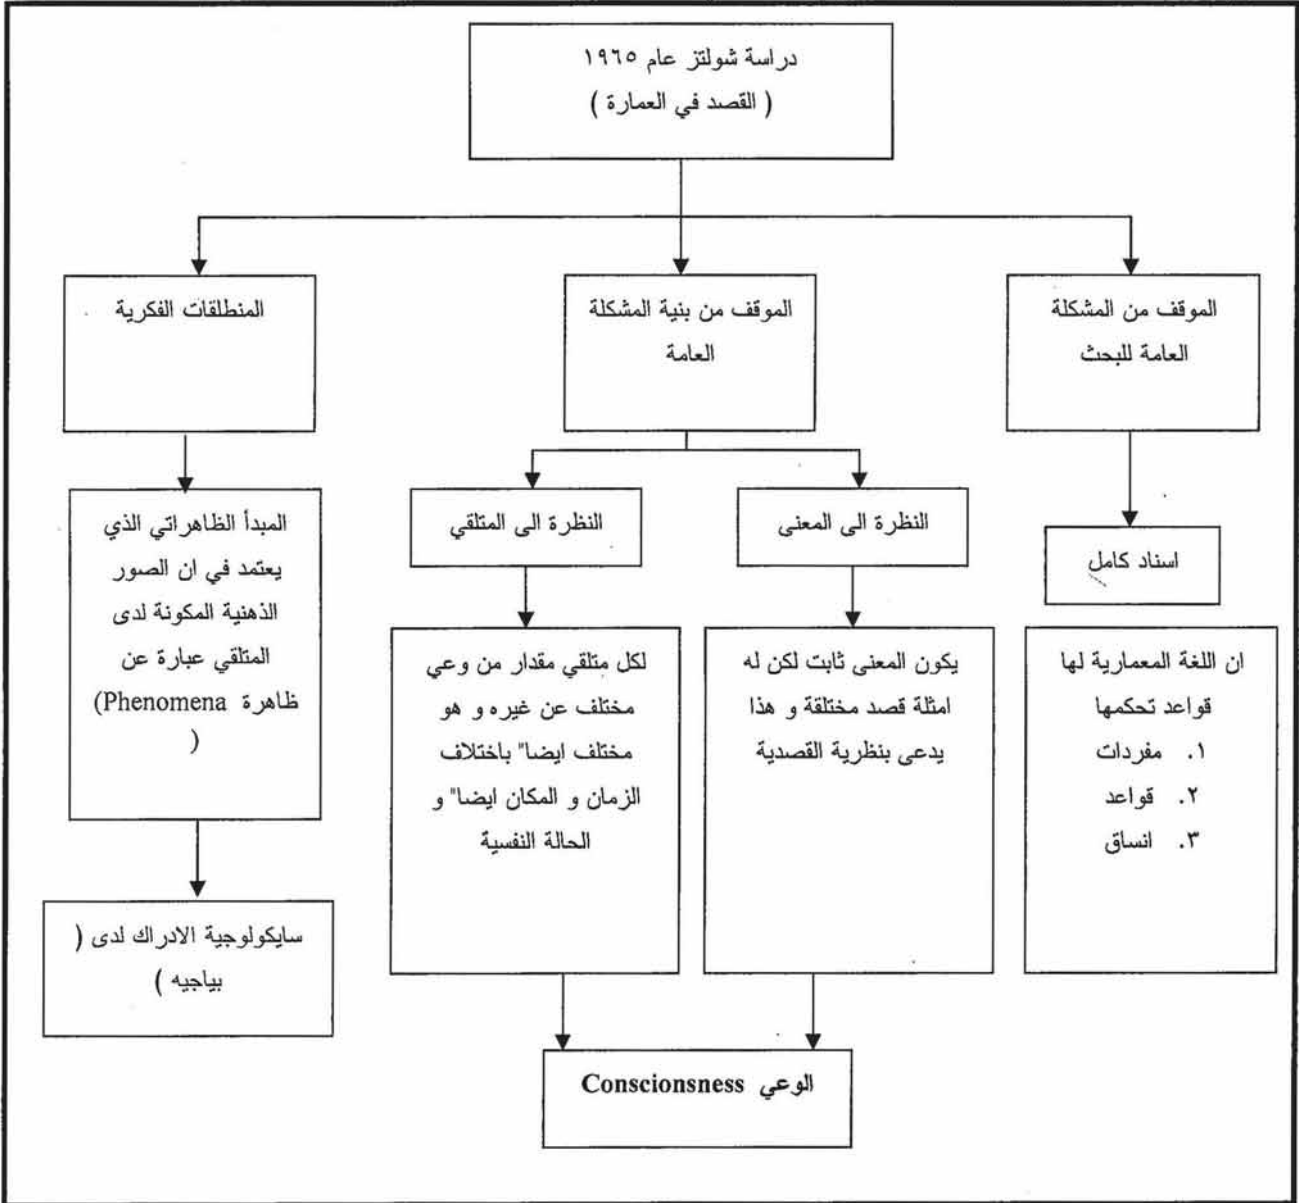 دراسة شولتز عام ١٩٦٥
( القصد في العمارة )
الموقف من المشكلة
العامة للبحث
الموقف من بنية المشكلة
العامة
المنطلقات الفكرية
اسناد كامل
ان اللغة المعمارية لها
قواعد تحكمها
١. مفردات
٢. قواعد
٣. انساق
النظرة الى المعنى
النظرة الى المتلقي
يكون المعنى ثابت لكن له
امثلة قصد مختلقة و هذا
يدعى بنظرية القصدية
لكل متلقي مقدار من وعي
مختلف عن غيره و هو
مختلف ايضا" باختلاف
الزمان و المكان ايضا" و
الحالة النفسية
الوعي Conscionsness
المبدأ الظاهراتي الذي
يعتمد في ان الصور
الذهنية المكونة لدى
المتلقي عبارة عن
ظاهرة Phenomena)
(
سايكولوجية الادراك لدى (
بياجيه )